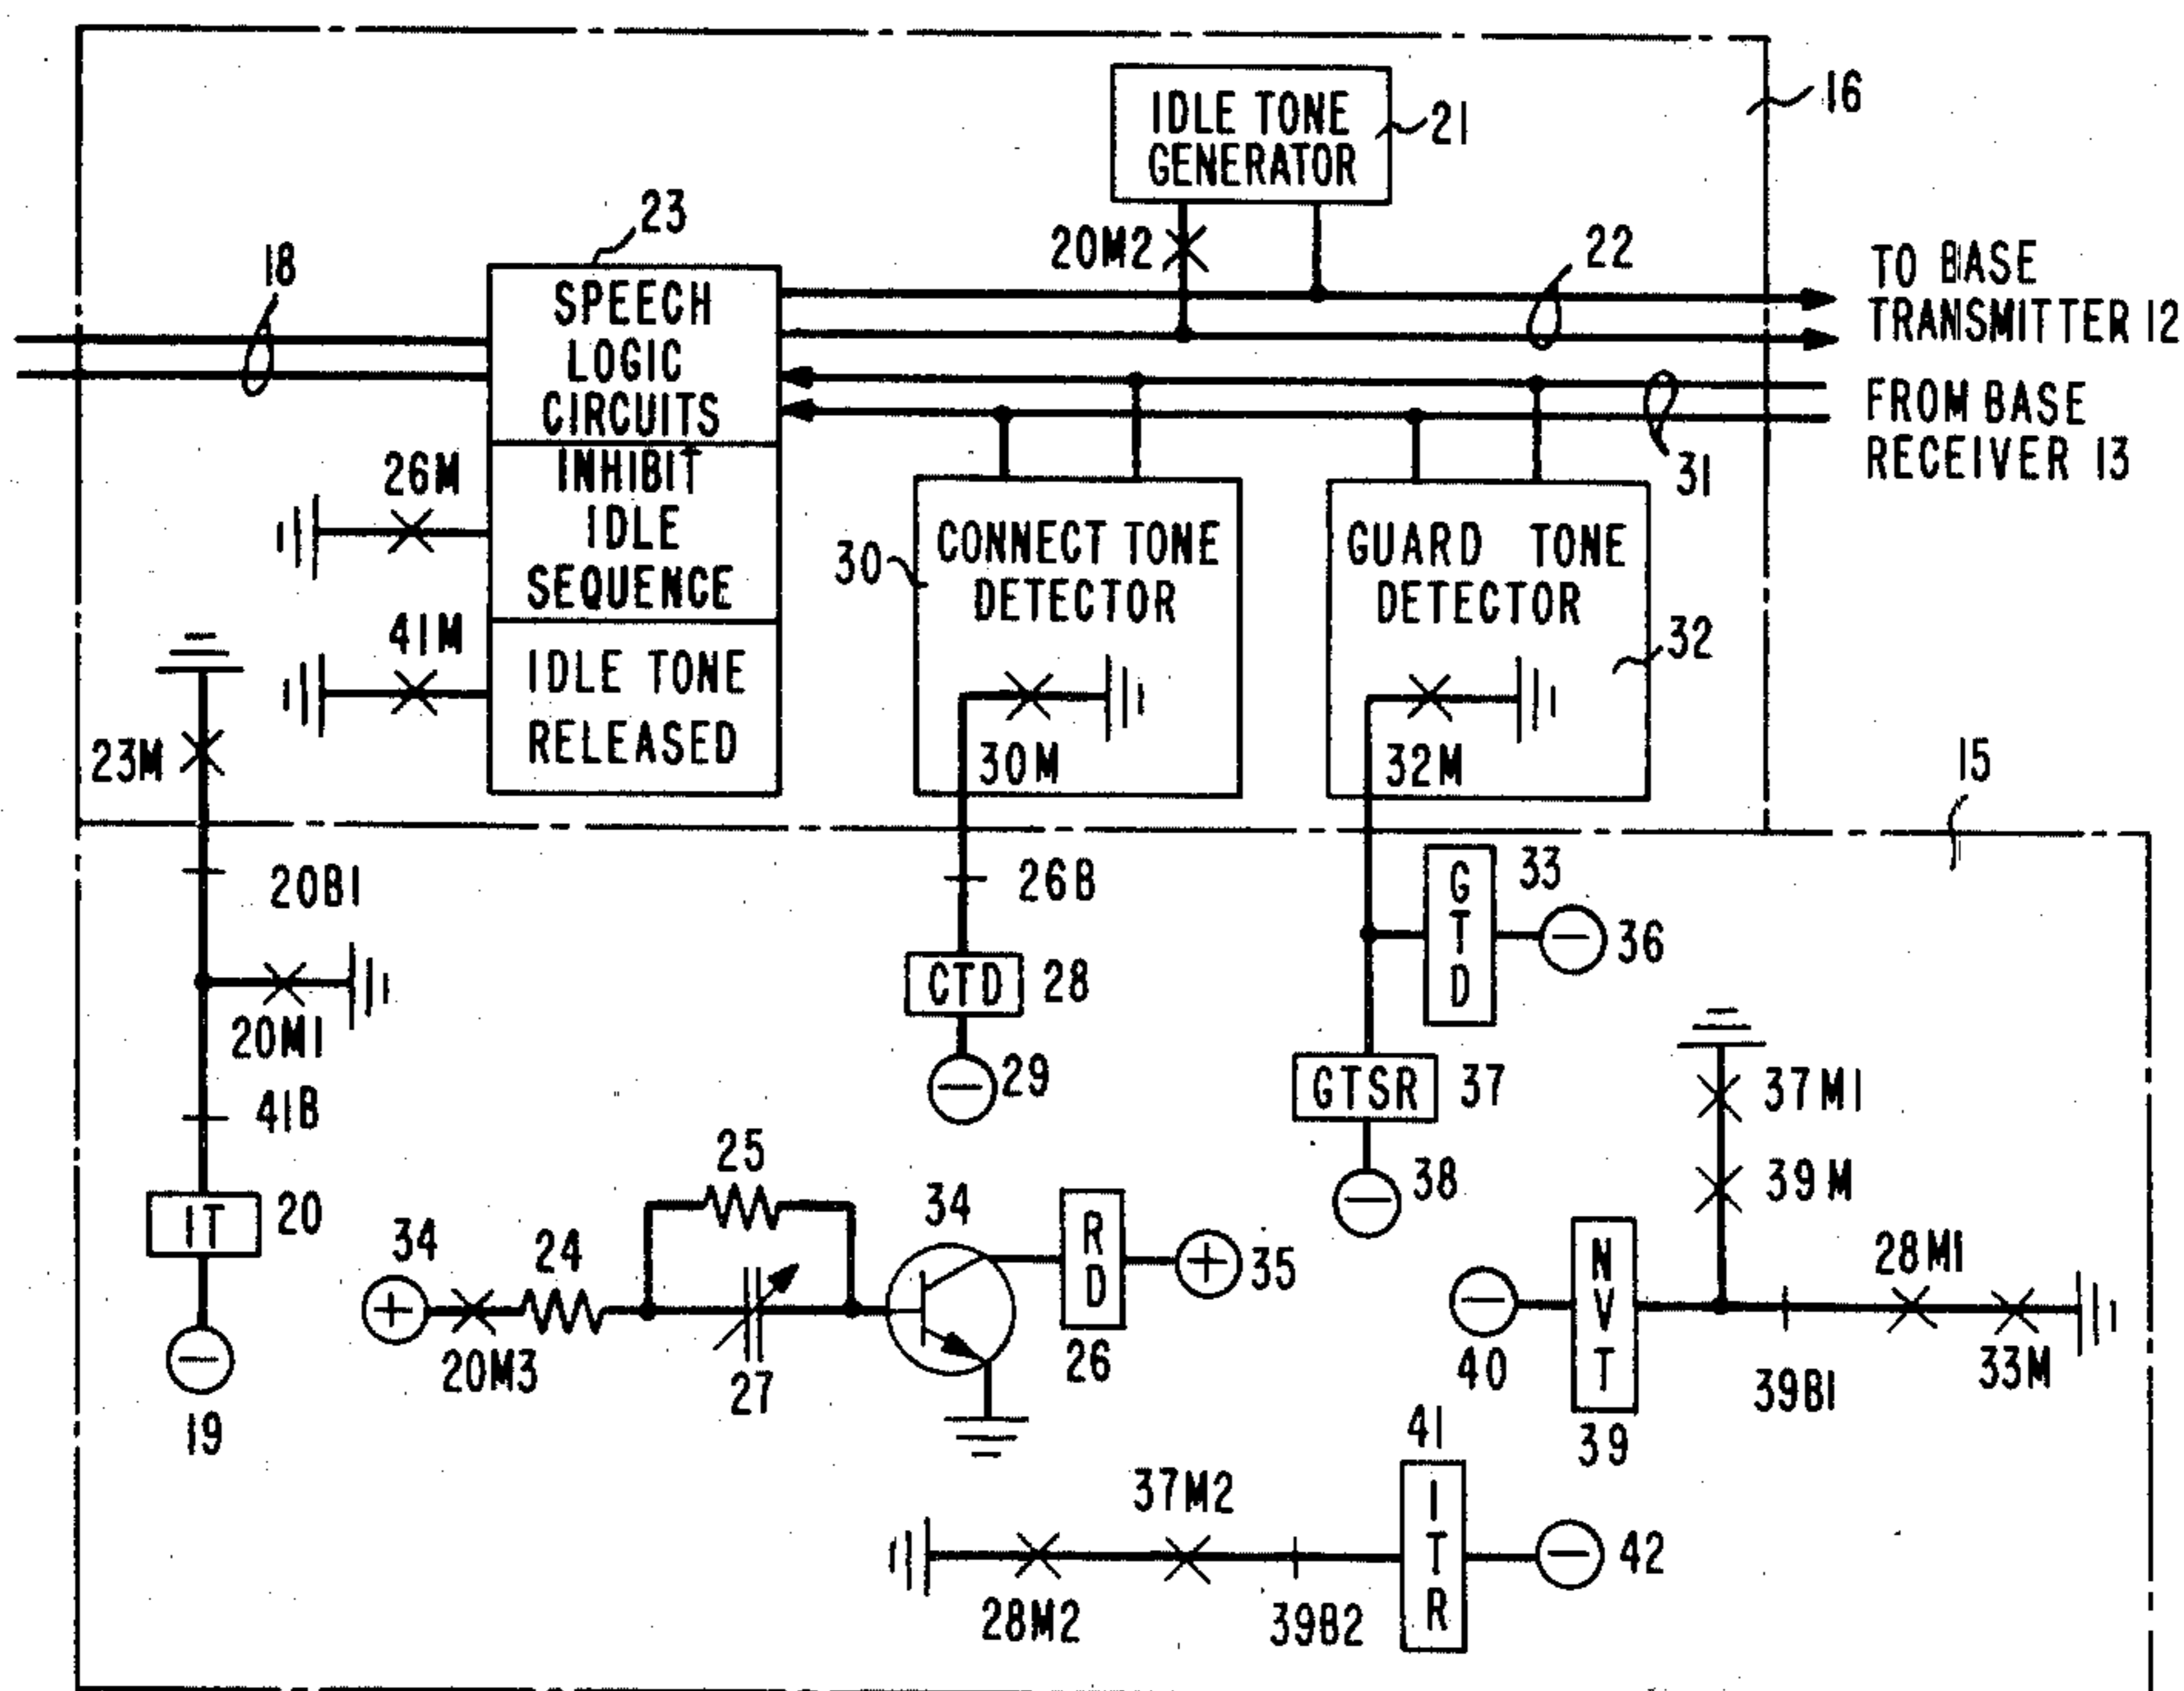 16
IDLE TONE
GENERATOR
21
23
20M2
22
TO BASE
TRANSMITTER 12
18
SPEECH
LOGIC
CIRCUITS
FROM BASE
RECEIVER 13
31
26M
INHIBIT
IDLE
SEQUENCE
30
CONNECT TONE
DETECTOR
GUARD TONE
DETECTOR
32
41M
IDLE TONE
RELEASED
23M
30M
32M
15
20B1
26B
GTD
33
36
20M1
CTD
28
29
41B
GTSR
37
38
37M1
39M
IT
20
19
34
20M3
24
25
27
34
RD
26
35
40
NVT
39
39B1
28M1
33M
28M2
37M2
39B2
41
ITR
42